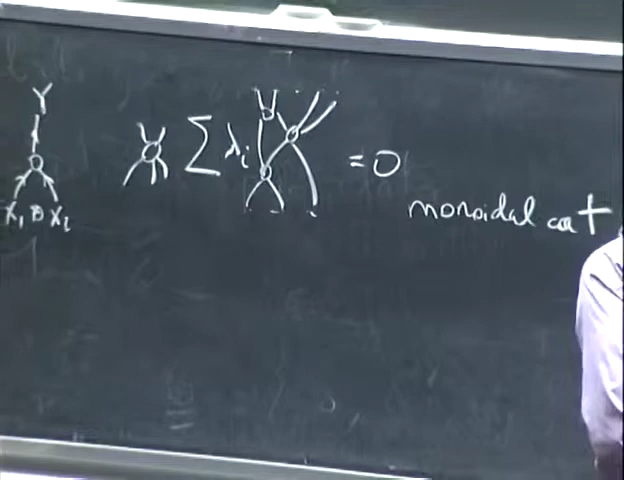 Y
X₁ ⊗ X₂
∑ λᵢ = 0
monoidal cat